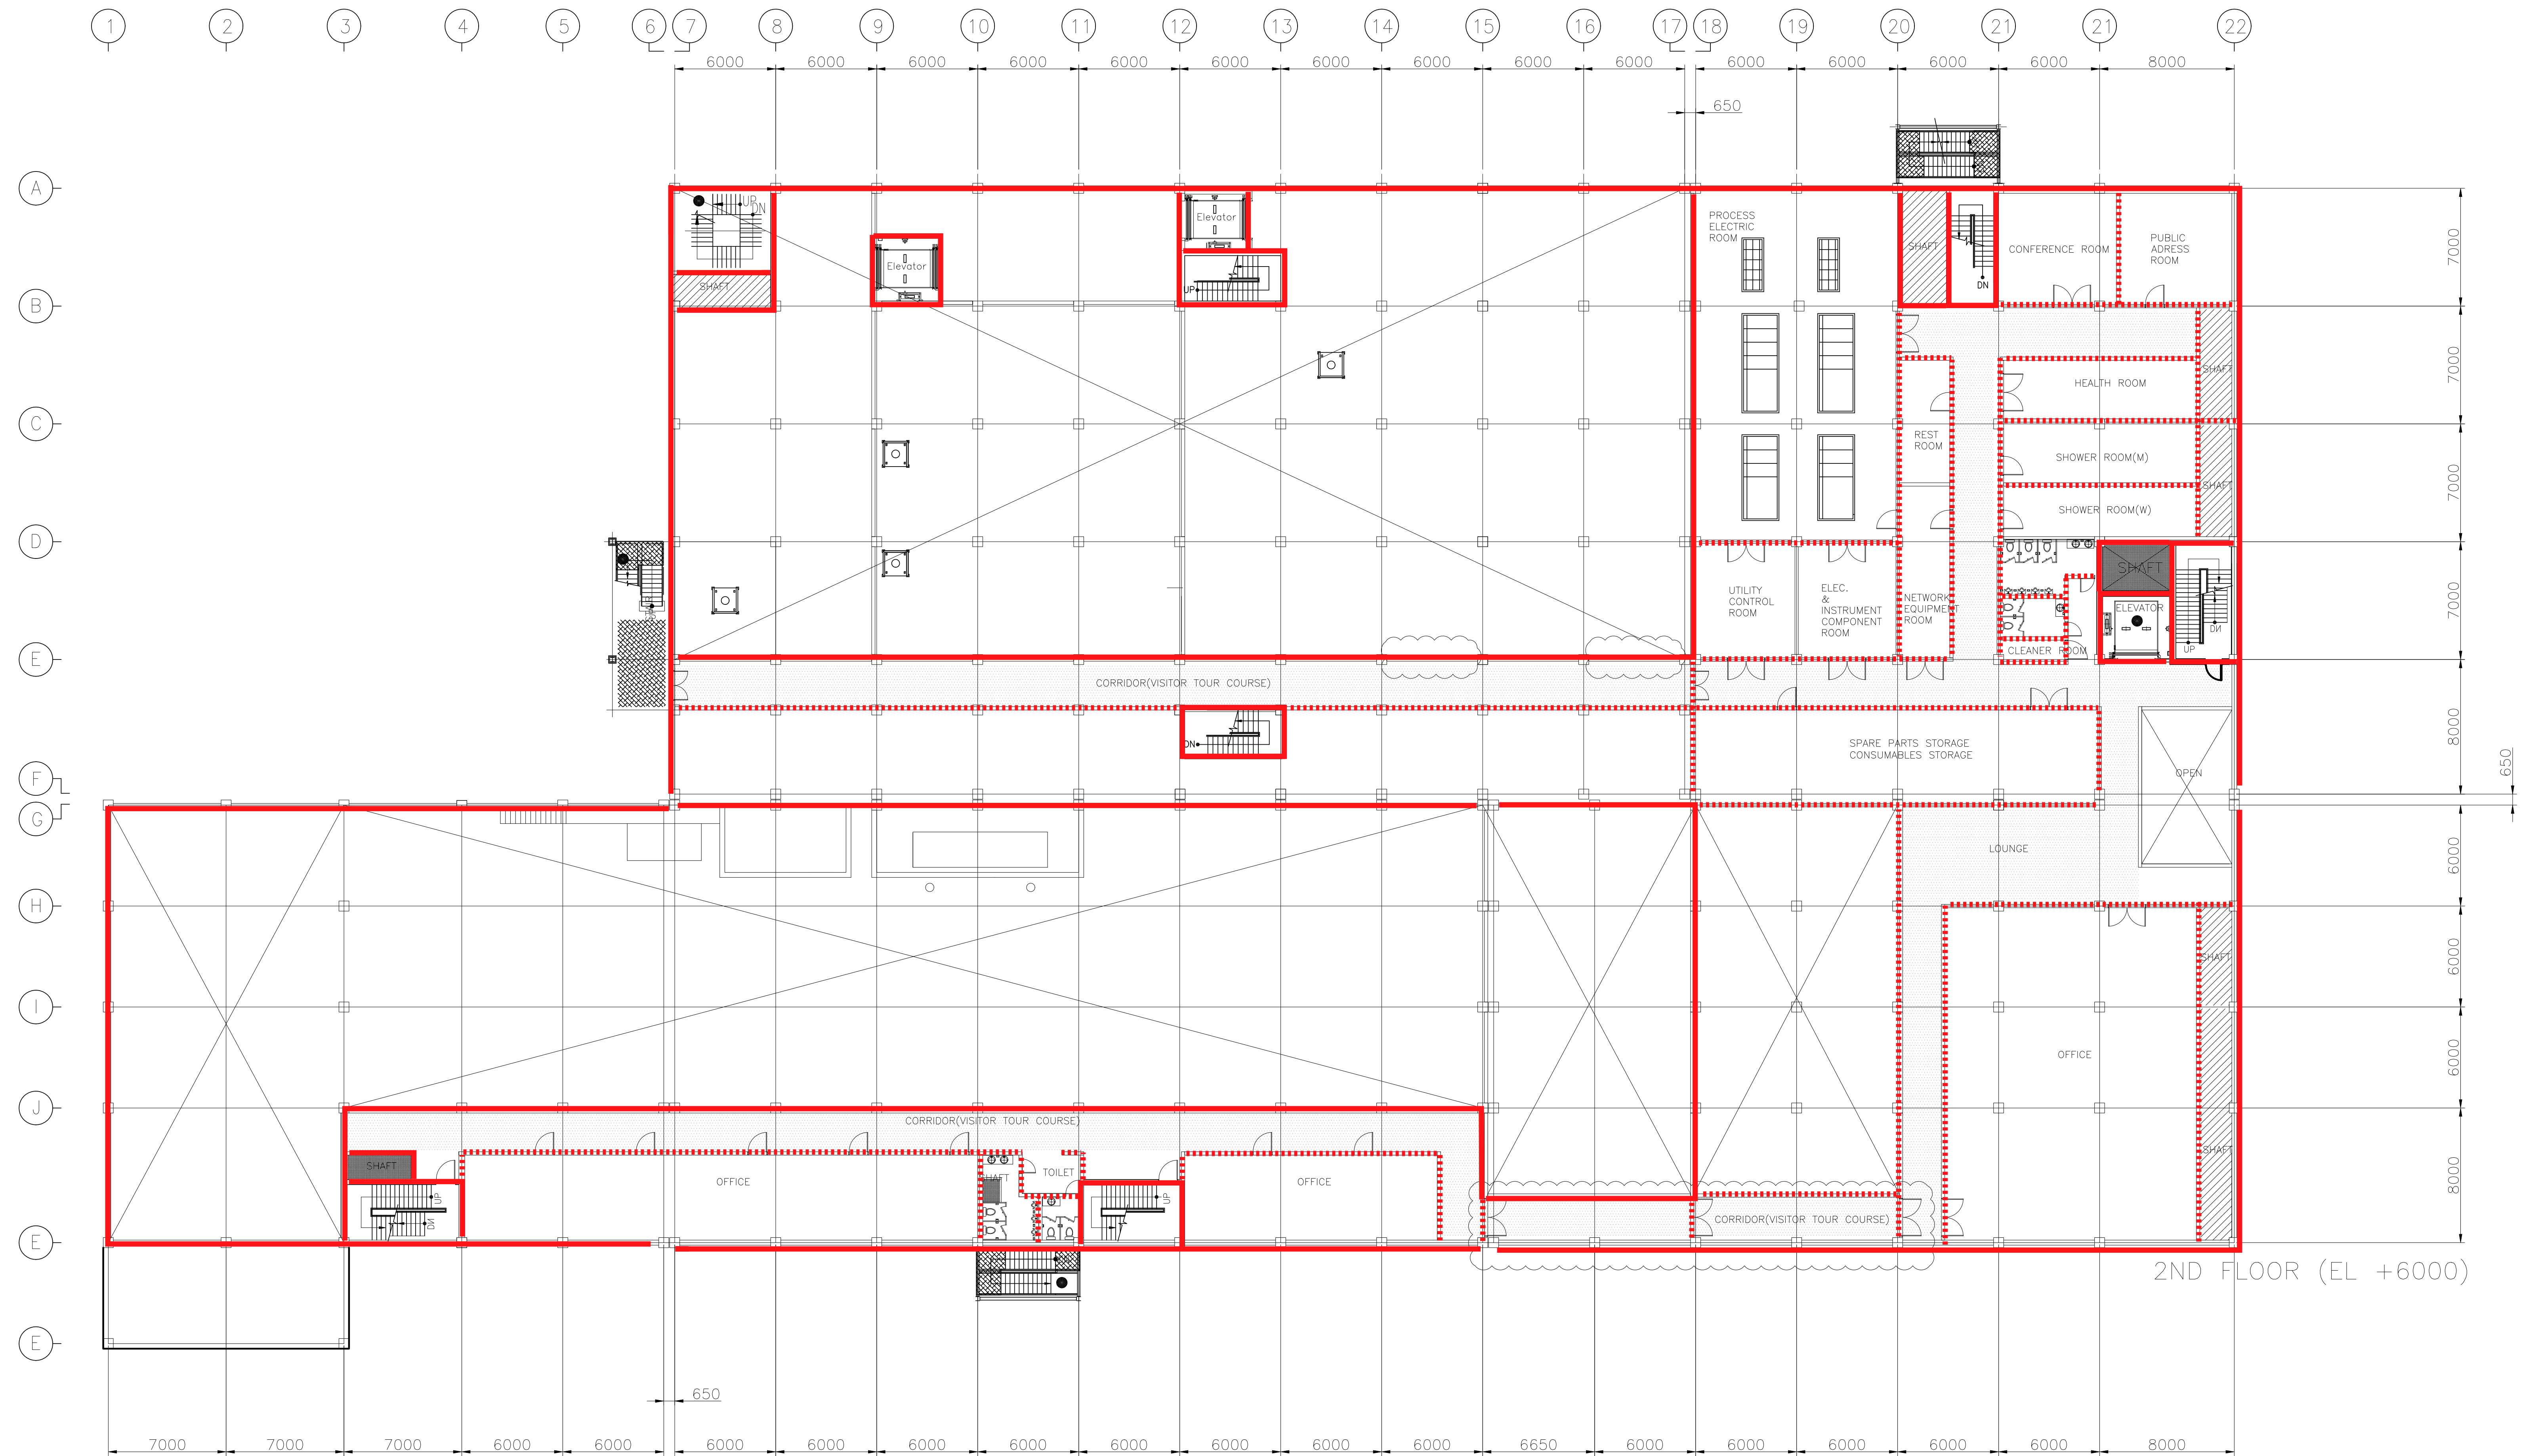 1 2 3 4 5 6 7 8 9 10 11 12 13 14 15 16 17 18 19 20 21 21 22
6000 6000 6000 6000 6000 6000 6000 6000 6000 6000 6000 6000 6000 6000 8000
650
A
UP
DN
Elevator
PROCESS
ELECTRIC
ROOM
SHAFT
CONFERENCE ROOM
PUBLIC
ADRESS
ROOM
7000
Elevator
SHAFT
UP
DN
B
SHAFT
HEALTH ROOM
7000
C
REST
ROOM
SHOWER ROOM(M)
SHAFT
SHOWER ROOM(W)
7000
D
SHAFT
UTILITY
CONTROL
ROOM
ELEC.
&
INSTRUMENT
COMPONENT
ROOM
NETWORK
EQUIPMENT
ROOM
ELEVATOR
DN
UP
7000
CLEANER ROOM
E
CORRIDOR(VISITOR TOUR COURSE)
DN
SPARE PARTS STORAGE
CONSUMABLES STORAGE
8000
OPEN
650
F
G
LOUNGE
6000
H
SHAFT
6000
I
OFFICE
6000
J
CORRIDOR(VISITOR TOUR COURSE)
SHAFT
OFFICE
SHAFT
TOILET
OFFICE
SHAFT
UP
DN
UP
8000
CORRIDOR(VISITOR TOUR COURSE)
E
2ND FLOOR (EL +6000)
E
650
7000 7000 7000 6000 6000 6000 6000 6000 6000 6000 6000 6000 6000 6650 6000 6000 6000 6000 6000 8000